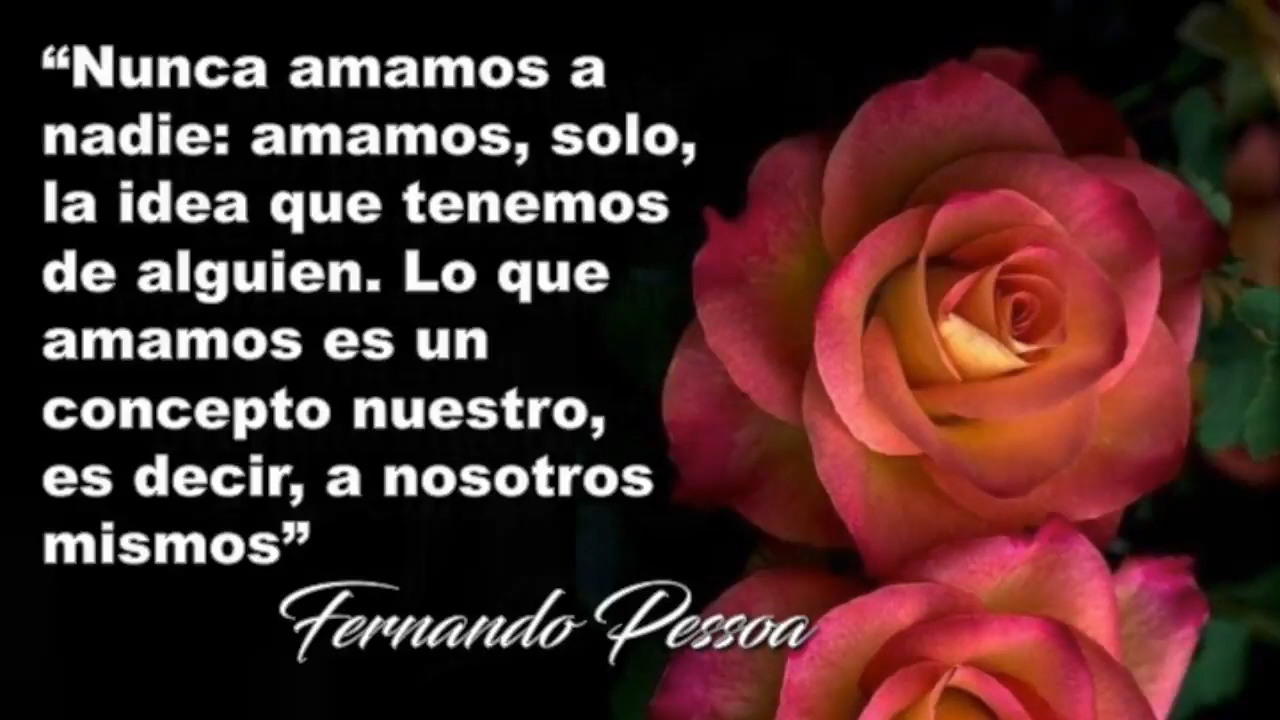 “Nunca amamos a
nadie: amamos, solo,
la idea que tenemos
de alguien. Lo que
amamos es un
concepto nuestro,
es decir, a nosotros
mismos”
Fernando Pessoa